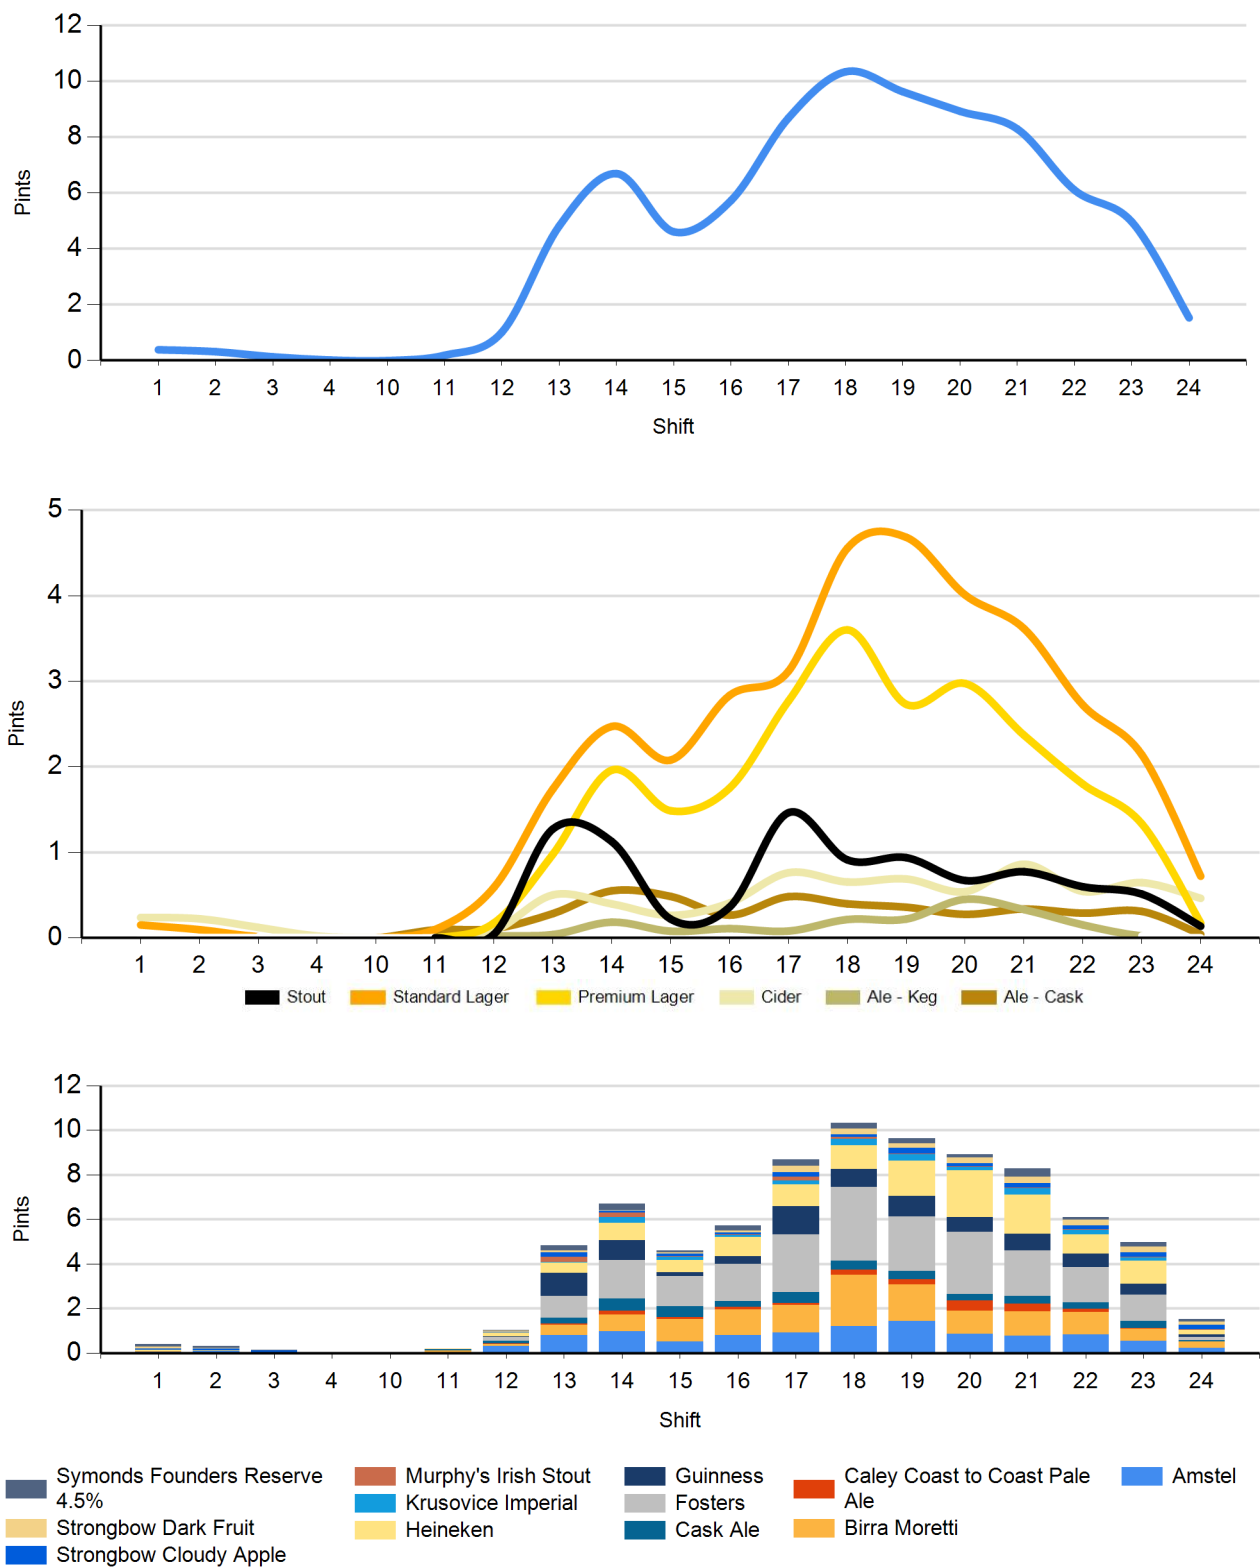 12
10
8
6
4
2
0
Pints
1 2 3 4 10 11 12 13 14 15 16 17 18 19 20 21 22 23 24
Shift
5
4
3
2
1
0
Pints
1 2 3 4 10 11 12 13 14 15 16 17 18 19 20 21 22 23 24
Stout Standard Lager Premium Lager Cider Ale - Keg Ale - Cask
12
10
8
6
4
2
0
Pints
1 2 3 4 10 11 12 13 14 15 16 17 18 19 20 21 22 23 24
Shift
Symonds Founders Reserve
4.5%
Strongbow Dark Fruit
Strongbow Cloudy Apple
Murphy's Irish Stout
Krusovice Imperial
Heineken
Guinness
Fosters
Cask Ale
Caley Coast to Coast Pale
Ale
Birra Moretti
Amstel